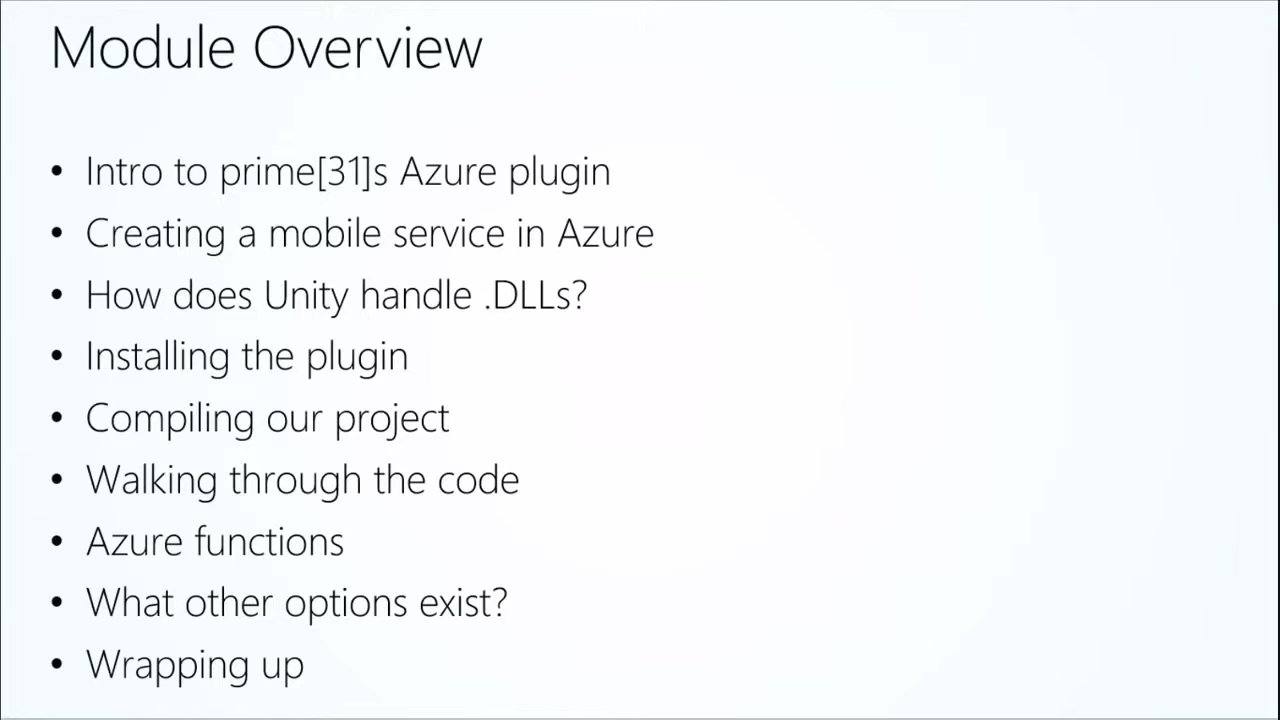 Module Overview
• Intro to prime[31]s Azure plugin
• Creating a mobile service in Azure
• How does Unity handle .DLLs?
• Installing the plugin
• Compiling our project
• Walking through the code
• Azure functions
• What other options exist?
• Wrapping up